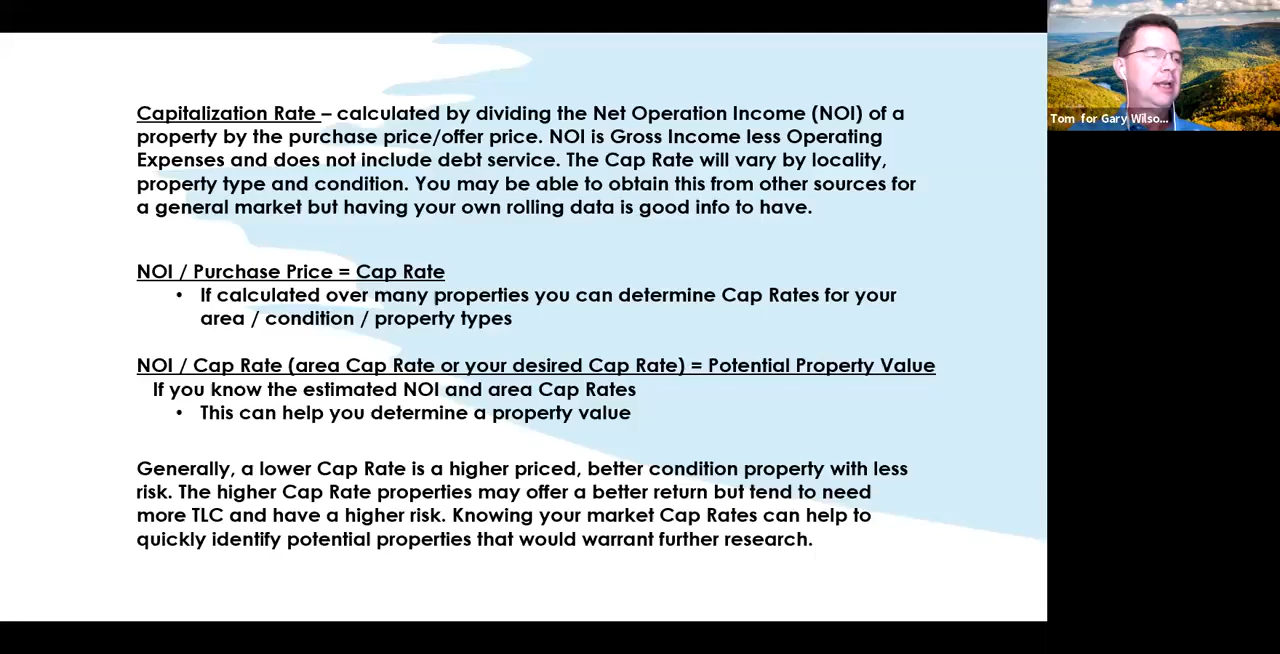 Capitalization Rate – calculated by dividing the Net Operation Income (NOI) of a
property by the purchase price/offer price. NOI is Gross Income less Operating
Expenses and does not include debt service. The Cap Rate will vary by locality,
property type and condition. You may be able to obtain this from other sources for
a general market but having your own rolling data is good info to have.
NOI / Purchase Price = Cap Rate
• If calculated over many properties you can determine Cap Rates for your
area / condition / property types
NOI / Cap Rate (area Cap Rate or your desired Cap Rate) = Potential Property Value
If you know the estimated NOI and area Cap Rates
• This can help you determine a property value
Generally, a lower Cap Rate is a higher priced, better condition property with less
risk. The higher Cap Rate properties may offer a better return but tend to need
more TLC and have a higher risk. Knowing your market Cap Rates can help to
quickly identify potential properties that would warrant further research.
Tom for Gary Wilso...